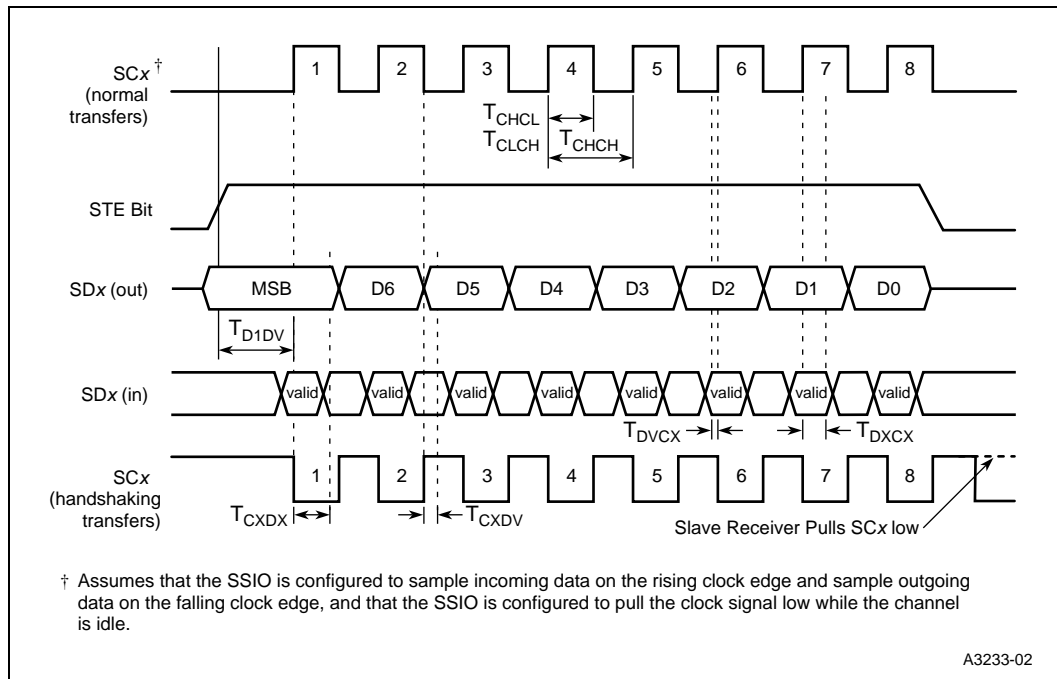 SCx †
(normal
transfers)
1 2 3 4 5 6 7 8
TCHCL
TCLCH TCHCH
STE Bit
SDx (out)
MSB D6 D5 D4 D3 D2 D1 D0
TD1DV
SDx (in)
valid valid valid valid valid valid valid valid
TDVCX TDXCX
SCx
(handshaking
transfers)
1 2 3 4 5 6 7 8
TCXDX TCXDV
Slave Receiver Pulls SCx low
† Assumes that the SSIO is configured to sample incoming data on the rising clock edge and sample outgoing
data on the falling clock edge, and that the SSIO is configured to pull the clock signal low while the channel
is idle.
A3233-02